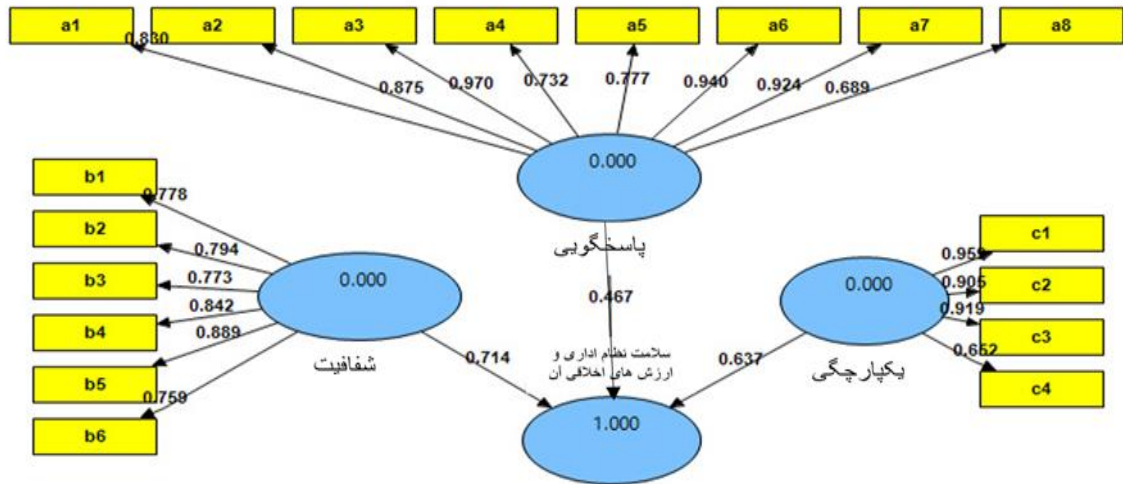 a1 a2 a3 a4 a5 a6 a7 a8
0.830 0.875 0.970 0.732 0.777 0.940 0.924 0.689
0.000
پاسخگویی
b1
0.778
b2
0.794
b3
0.773
b4
0.842
b5
0.889
b6
0.759
0.000
شفافیت
c1
0.959
c2
0.905
c3
0.919
c4
0.652
0.000
یکپارچگی
0.714
0.467
0.637
سلامت نظام اداری و
ارزش های اخلاقی ان
1.000